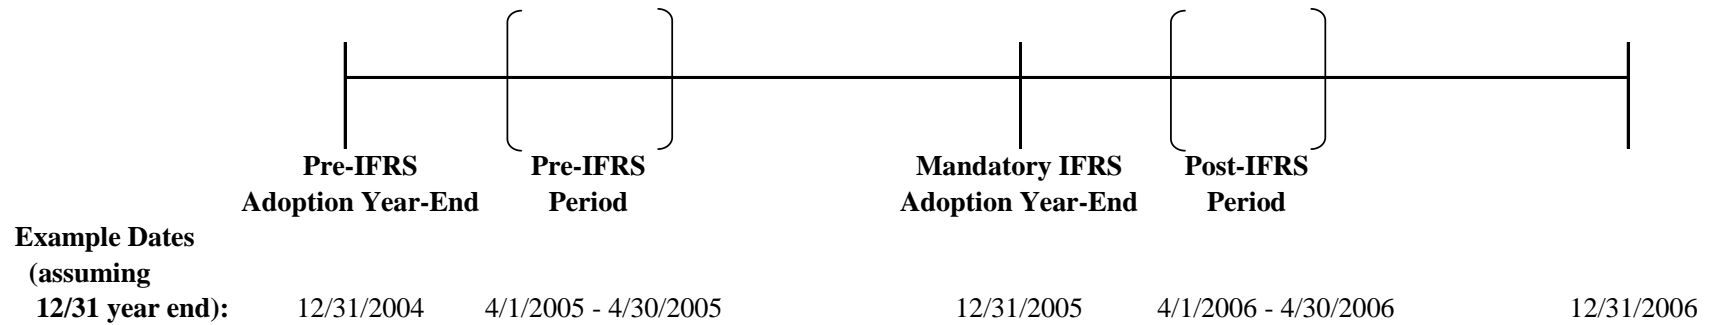 Pre-IFRS Pre-IFRS Mandatory IFRS Post-IFRS
Adoption Year-End Period Adoption Year-End Period
Example Dates
(assuming
12/31 year end): 12/31/2004 4/1/2005 - 4/30/2005 12/31/2005 4/1/2006 - 4/30/2006 12/31/2006